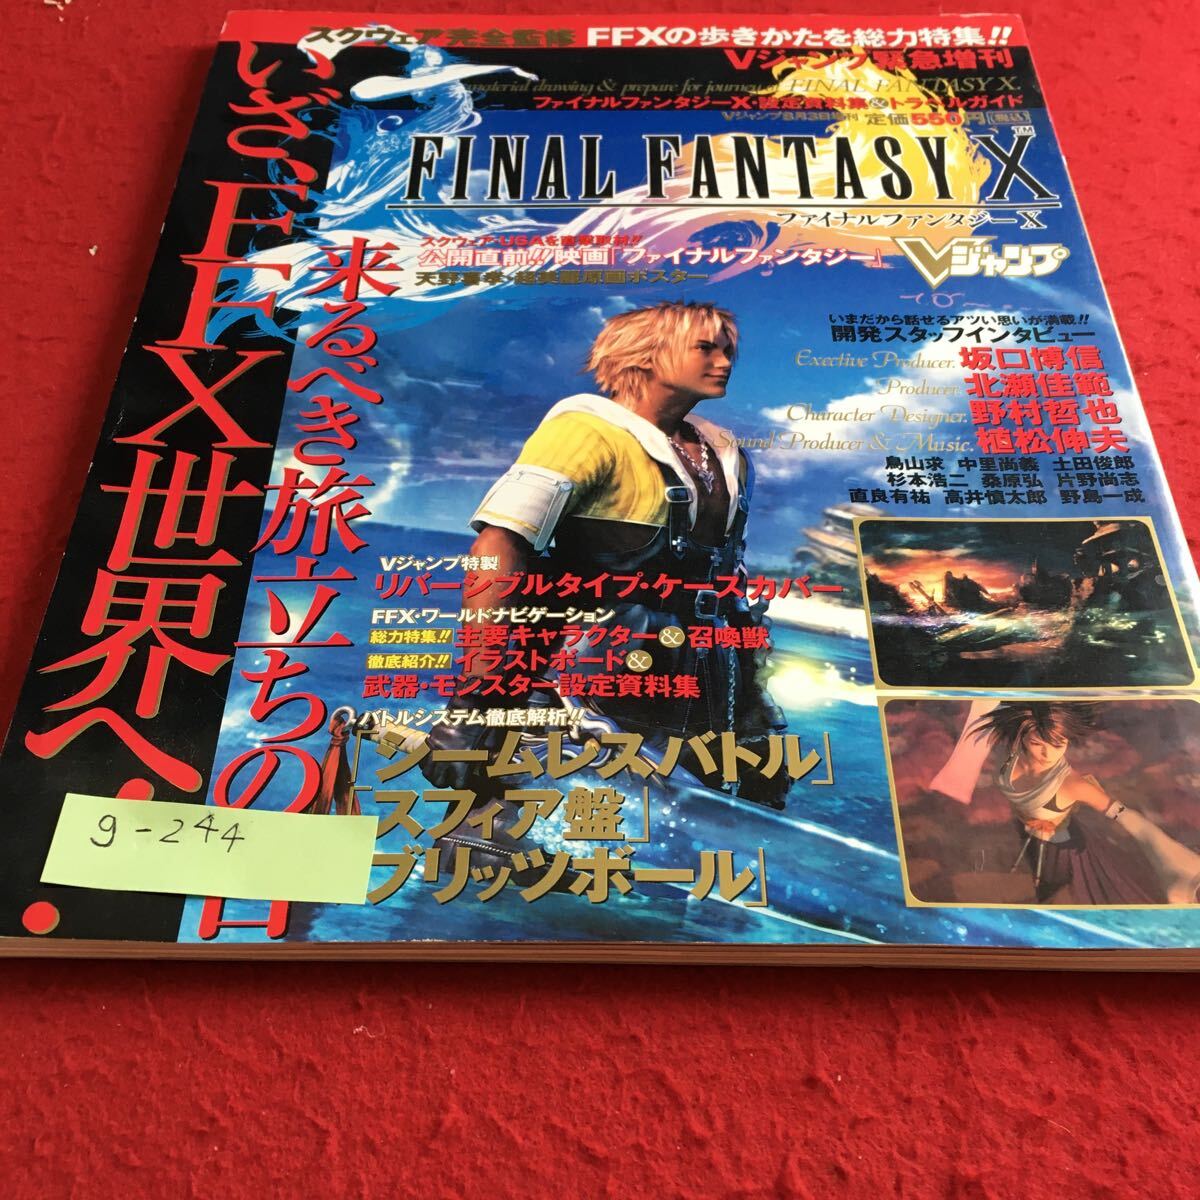 スクウェア完全監修 FFXの歩きかたを総力特集!!
Vジャンプ緊急増刊
material drawing & prepare for journey of FINAL FANTASY X.
ファイナルファンタジーX・設定資料集&トラベルガイド
Vジャンプ8月3日増刊 定価550円[税込]
FINAL FANTASY X™
ファイナルファンタジーX
スクウェア・USAを直撃取材!!
公開直前!!映画「ファイナルファンタジー」
天野喜孝・超美麗原画ポスター
Vジャンプ
いざ、FFX世界へ!
来るべき旅立ちの
いまだから話せるアツい思いが満載!!
開発スタッフインタビュー
Exective Producer. 坂口博信
Producer. 北瀬佳範
Character Designer. 野村哲也
Sound Producer & Music. 植松伸夫
鳥山求 中里尚義 土田俊郎
杉本浩二 桑原弘 片野尚志
直良有祐 高井慎太郎 野島一成
Vジャンプ特製
リバーシブルタイプ・ケースカバー
FFX・ワールドナビゲーション
総力特集!! 主要キャラクター&召喚獣
徹底紹介!! イラストボード&
武器・モンスター設定資料集
バトルシステム徹底解析!!
「シームレスバトル」
「スフィア盤」
ブリッツボール」
g-244